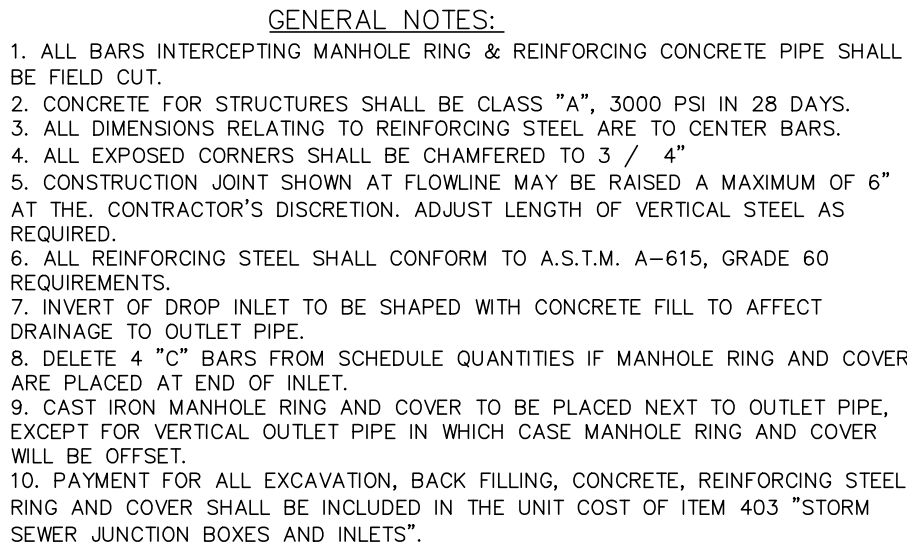 GENERAL NOTES:
1. ALL BARS INTERCEPTING MANHOLE RING & REINFORCING CONCRETE PIPE SHALL
BE FIELD CUT.
2. CONCRETE FOR STRUCTURES SHALL BE CLASS "A", 3000 PSI IN 28 DAYS.
3. ALL DIMENSIONS RELATING TO REINFORCING STEEL ARE TO CENTER BARS.
4. ALL EXPOSED CORNERS SHALL BE CHAMFERED TO 3 / 4"
5. CONSTRUCTION JOINT SHOWN AT FLOWLINE MAY BE RAISED A MAXIMUM OF 6"
AT THE. CONTRACTOR'S DISCRETION. ADJUST LENGTH OF VERTICAL STEEL AS
REQUIRED.
6. ALL REINFORCING STEEL SHALL CONFORM TO A.S.T.M. A-615, GRADE 60
REQUIREMENTS.
7. INVERT OF DROP INLET TO BE SHAPED WITH CONCRETE FILL TO AFFECT
DRAINAGE TO OUTLET PIPE.
8. DELETE 4 "C" BARS FROM SCHEDULE QUANTITIES IF MANHOLE RING AND COVER
ARE PLACED AT END OF INLET.
9. CAST IRON MANHOLE RING AND COVER TO BE PLACED NEXT TO OUTLET PIPE,
EXCEPT FOR VERTICAL OUTLET PIPE IN WHICH CASE MANHOLE RING AND COVER
WILL BE OFFSET.
10. PAYMENT FOR ALL EXCAVATION, BACK FILLING, CONCRETE, REINFORCING STEEL
RING AND COVER SHALL BE INCLUDED IN THE UNIT COST OF ITEM 403 "STORM
SEWER JUNCTION BOXES AND INLETS".